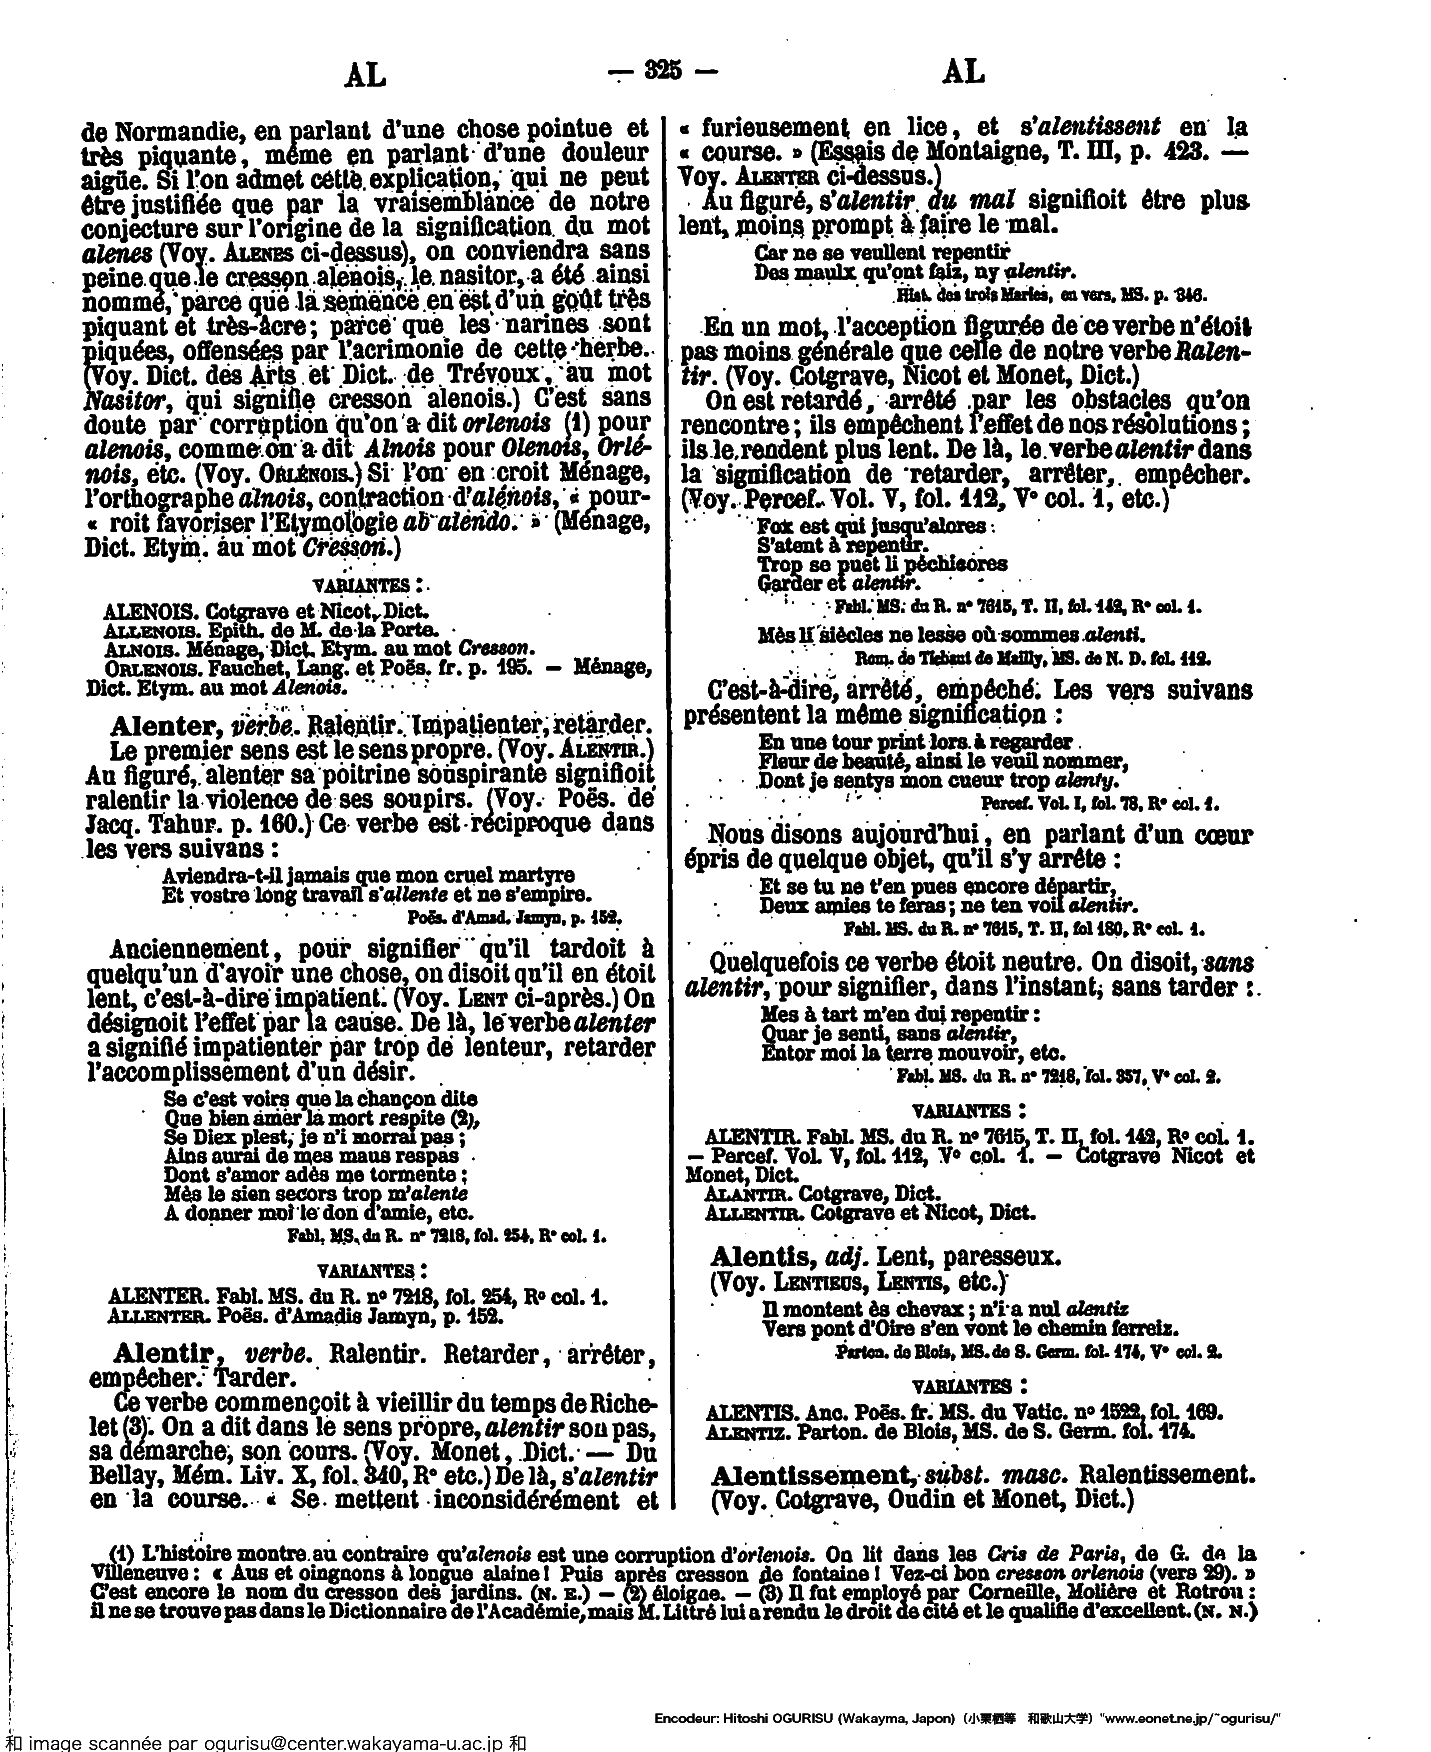 AL
— 325 —
AL
de Normandie, en parlant d'une chose pointue et
très piquante, même en parlant d'une douleur
aigüe. Si l'on admet cette explication, qui ne peut
être justifiée que par la vraisemblance de notre
conjecture sur l'origine de la signification du mot
alenes (Voy. ALENES ci-dessus), on conviendra sans
peine que le cresson alenois, le nasitor, a été ainsi
nommé, parce que la semence en est d'un goût très
piquant et très-âcre; parce que les narines sont
piquées, offensées par l'acrimonie de cette herbe.
(Voy. Dict. des Arts et Dict. de Trévoux, au mot
Nasitor, qui signifie cresson alenois.) C'est sans
doute par corruption qu'on a dit orlenois (1) pour
alenois, comme on a dit Alnois pour Olenois, Orlé-
nois, etc. (Voy. ORLÉNOIS.) Si l'on en croit Ménage,
l'orthographe alnois, contraction d'alénois, « pour-
« roit favoriser l'Etymologie ab alendo. » (Ménage,
Dict. Etym. au mot Cresson.)
VARIANTES :
ALENOIS. Cotgrave et Nicot, Dict.
ALLENOIS. Epith. de M. de la Porte.
ALNOIS. Ménage, Dict. Etym. au mot Cresson.
ORLENOIS. Fauchet, Lang. et Poës. fr. p. 195. — Ménage,
Dict. Etym. au mot Alenois.
Alenter, verbe. Ralentir. Impatienter, retarder.
Le premier sens est le sens propre. (Voy. ALENTIR.)
Au figuré, alenter sa poitrine souspirante signifioit
ralentir la violence de ses soupirs. (Voy. Poës. de
Jacq. Tahur. p. 160.) Ce verbe est réciproque dans
les vers suivans :
Aviendra-t-il jamais que mon cruel martyre
Et vostre long travail s'allente et ne s'empire.
Poës. d'Amad. Jamyn, p. 152.
Anciennement, pour signifier qu'il tardoit à
quelqu'un d'avoir une chose, on disoit qu'il en étoit
lent, c'est-à-dire impatient. (Voy. LENT ci-après.) On
désignoit l'effet par la cause. De là, le verbe alenter
a signifié impatienter par trop de lenteur, retarder
l'accomplissement d'un désir.
Se c'est voirs que la chançon dite
Que bien amer la mort respite (2),
Se Diex plest, je n'i morrai pas ;
Ains aurai de mes maus respas
Dont s'amor adès me tormente ;
Mès le sien secors trop m'alente
A donner moi le don d'amie, etc.
Fabl. MS. du R. nº 7218, fol. 254, Rº col. 1.
VARIANTES :
ALENTER. Fabl. MS. du R. nº 7218, fol. 254, Rº col. 1.
ALLENTER. Poës. d'Amadis Jamyn, p. 152.
Alentir, verbe. Ralentir. Retarder, arrêter,
empêcher. Tarder.
Ce verbe commençoit à vieillir du temps de Riche-
let (3). On a dit dans le sens propre, alentir son pas,
sa démarche, son cours. (Voy. Monet, Dict. — Du
Bellay, Mém. Liv. X, fol. 340, Rº etc.) De là, s'alentir
en la course. « Se mettent inconsidérément et
« furieusement en lice, et s'alentissent en la
« course. » (Essais de Montaigne, T. III, p. 423. —
Voy. ALENTER ci-dessus.)
Au figuré, s'alentir du mal signifioit être plus
lent, moins prompt à faire le mal.
Car ne se veullent repentir
Des maulx qu'ont faiz, ny alentir.
Hist. des trois Maries, en vers, MS. p. 346.
En un mot, l'acception figurée de ce verbe n'étoit
pas moins générale que celle de notre verbe Ralen-
tir. (Voy. Cotgrave, Nicot et Monet, Dict.)
On est retardé, arrêté par les obstacles qu'on
rencontre ; ils empêchent l'effet de nos résolutions ;
ils le rendent plus lent. De là, le verbe alentir dans
la signification de retarder, arrêter, empêcher.
(Voy. Percef. Vol. V, fol. 112, Vº col. 1, etc.)
Fox est qui jusqu'alores
S'atent à repentir.
Trop se puet li pêchieores
Garder et alentir.
Fabl. MS. du R. nº 7615, T. II, fol. 142, Rº col. 1.
Mès li siècles ne lesse où sommes alenti.
Rom. de Tiebaut de Mailly, MS. de N. D. fol. 112.
C'est-à-dire, arrêté, empêché. Les vers suivans
présentent la même signification :
En une tour print lors à regarder
Fleur de beauté, ainsi le veuil nommer,
Dont je sentys mon cueur trop alenty.
Percef. Vol. I, fol. 78, Rº col. 1.
Nous disons aujourd'hui, en parlant d'un cœur
épris de quelque objet, qu'il s'y arrête :
Et se tu ne t'en pues encore départir,
Deux amies te feras ; ne ten voil alentir.
Fabl. MS. du R. nº 7615, T. II, fol 180, Rº col. 1.
Quelquefois ce verbe étoit neutre. On disoit, sans
alentir, pour signifier, dans l'instant, sans tarder :
Mes à tart m'en dui repentir :
Quar je senti, sans alentir,
Entor moi la terre mouvoir, etc.
Fabl. MS. du R. nº 7218, fol. 357, Vº col. 2.
VARIANTES :
ALENTIR. Fabl. MS. du R. nº 7615, T. II, fol. 142, Rº col. 1.
— Percef. Vol. V, fol. 112, Vº col. 1. — Cotgrave Nicot et
Monet, Dict.
ALANTIR. Cotgrave, Dict.
ALLENTIR. Cotgrave et Nicot, Dict.
Alentis, adj. Lent, paresseux.
(Voy. LENTIEUS, LENTIS, etc.)
Il montent ès chevax ; n'i a nul alentiz
Vers pont d'Oire s'en vont le chemin ferreiz.
Parton. de Blois, MS. de S. Germ. fol. 174, Vº col. 2.
VARIANTES :
ALENTIS. Anc. Poës. fr. MS. du Vatic. nº 1522, fol. 169.
ALENTIZ. Parton. de Blois, MS. de S. Germ. fol. 174.
Alentissement, subst. masc. Ralentissement.
(Voy. Cotgrave, Oudin et Monet, Dict.)
(1) L'histoire montre au contraire qu'alenois est une corruption d'orlenois. On lit dans les Cris de Paris, de G. de la
Villeneuve : « Aus et oingnons à longue alaine ! Puis après cresson de fontaine ! Vez-ci bon cresson orlenois (vers 29). »
C'est encore le nom du cresson des jardins. (N. E.) — (2) éloigne. — (3) Il fut employé par Corneille, Molière et Rotrou :
il ne se trouve pas dans le Dictionnaire de l'Académie, mais M. Littré lui a rendu le droit de cité et le qualifie d'excellent. (N. N.)
Encodeur: Hitoshi OGURISU (Wakayma, Japon)（小栗栖等　和歌山大学）"www.eonet.ne.jp/~ogurisu/"
和 image scannée par ogurisu@center.wakayama-u.ac.jp 和